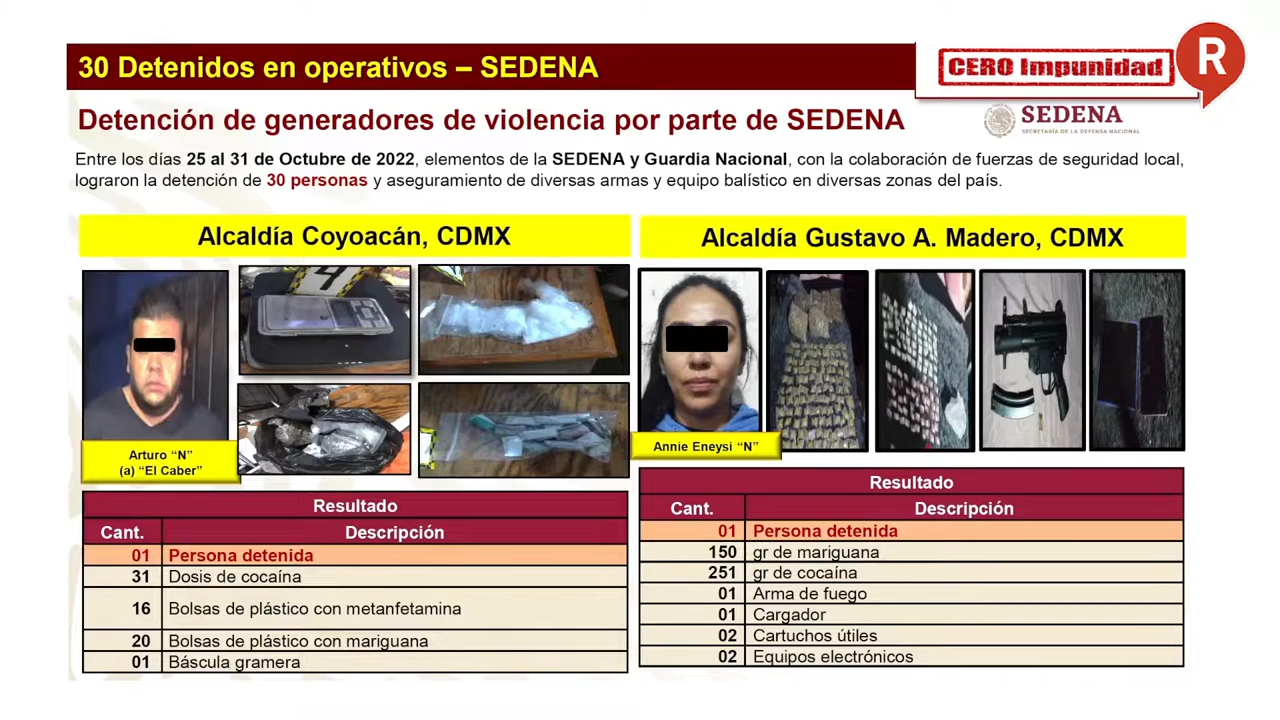 30 Detenidos en operativos – SEDENA
CERO Impunidad
R
Detención de generadores de violencia por parte de SEDENA
SEDENA
SECRETARÍA DE LA DEFENSA NACIONAL
Entre los días 25 al 31 de Octubre de 2022, elementos de la SEDENA y Guardia Nacional, con la colaboración de fuerzas de seguridad local,
lograron la detención de 30 personas y aseguramiento de diversas armas y equipo balístico en diversas zonas del país.
Alcaldía Coyoacán, CDMX
4
Arturo “N”
(a) “El Caber”
Resultado
Cant. Descripción
01 Persona detenida
31 Dosis de cocaína
16 Bolsas de plástico con metanfetamina
20 Bolsas de plástico con mariguana
01 Báscula gramera
Alcaldía Gustavo A. Madero, CDMX
Annie Eneysi “N”
Resultado
Cant. Descripción
01 Persona detenida
150 gr de mariguana
251 gr de cocaína
01 Arma de fuego
01 Cargador
02 Cartuchos útiles
02 Equipos electrónicos